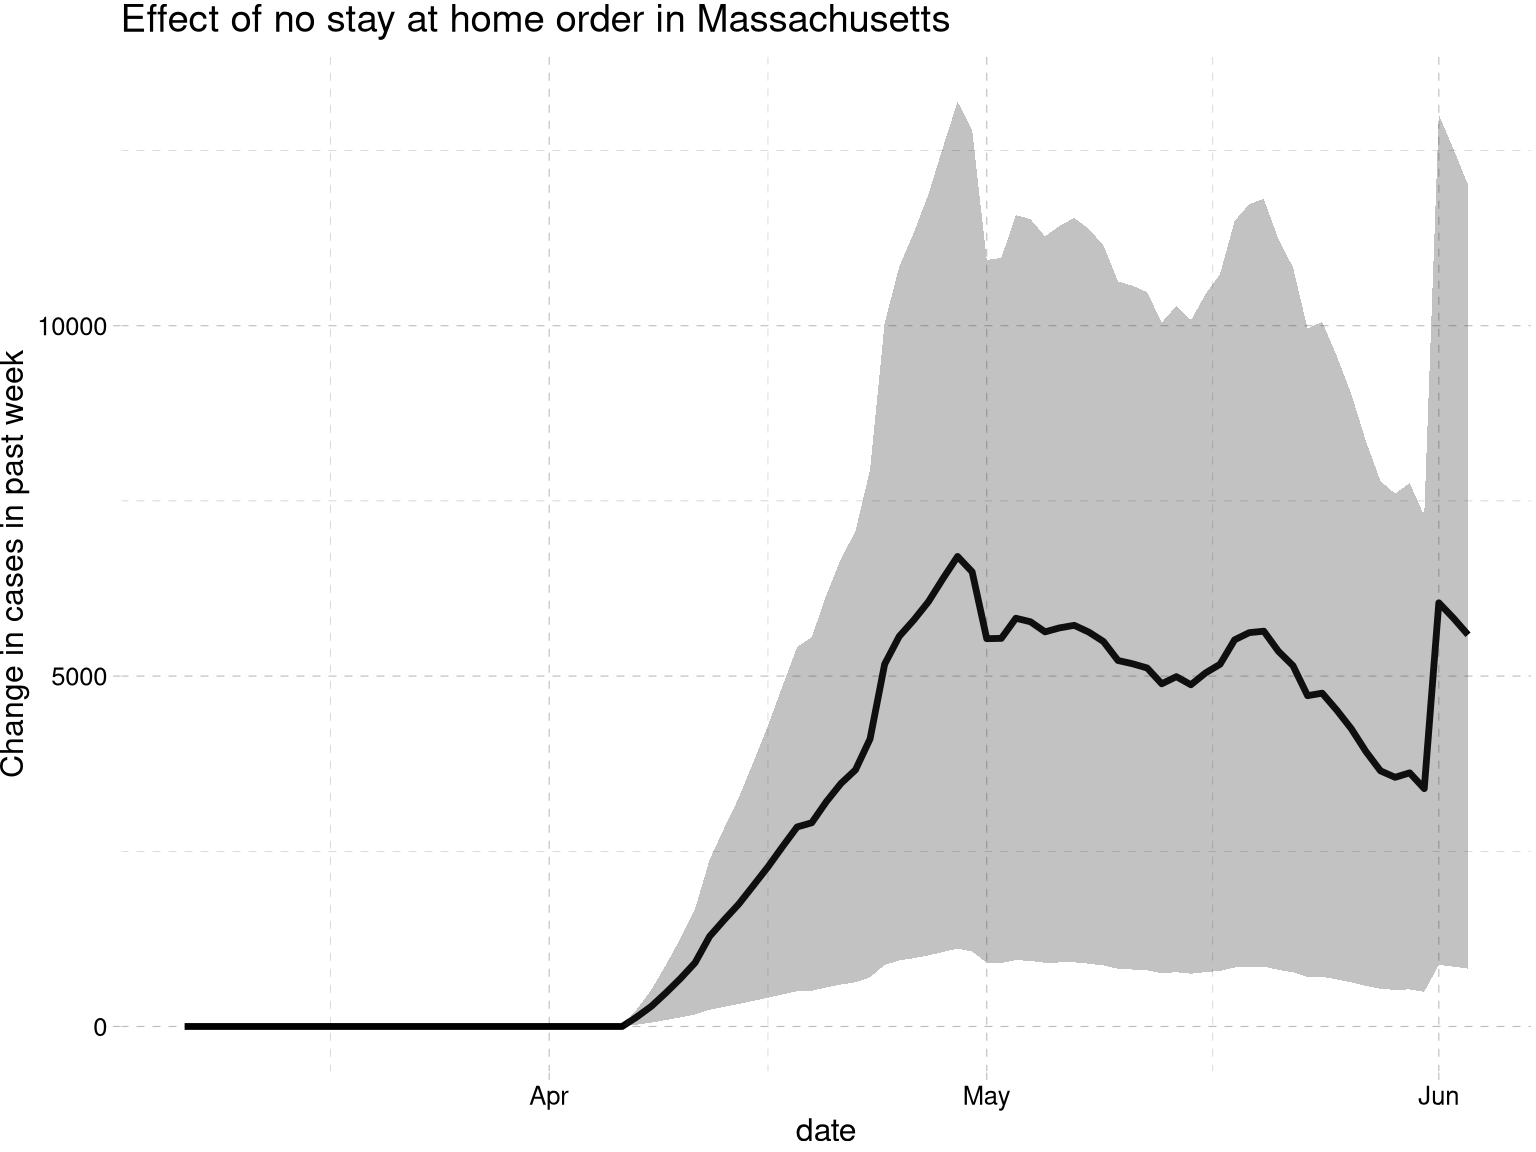 Effect of no stay at home order in Massachusetts
Change in cases in past week
10000
5000
0
Apr
May
Jun
date